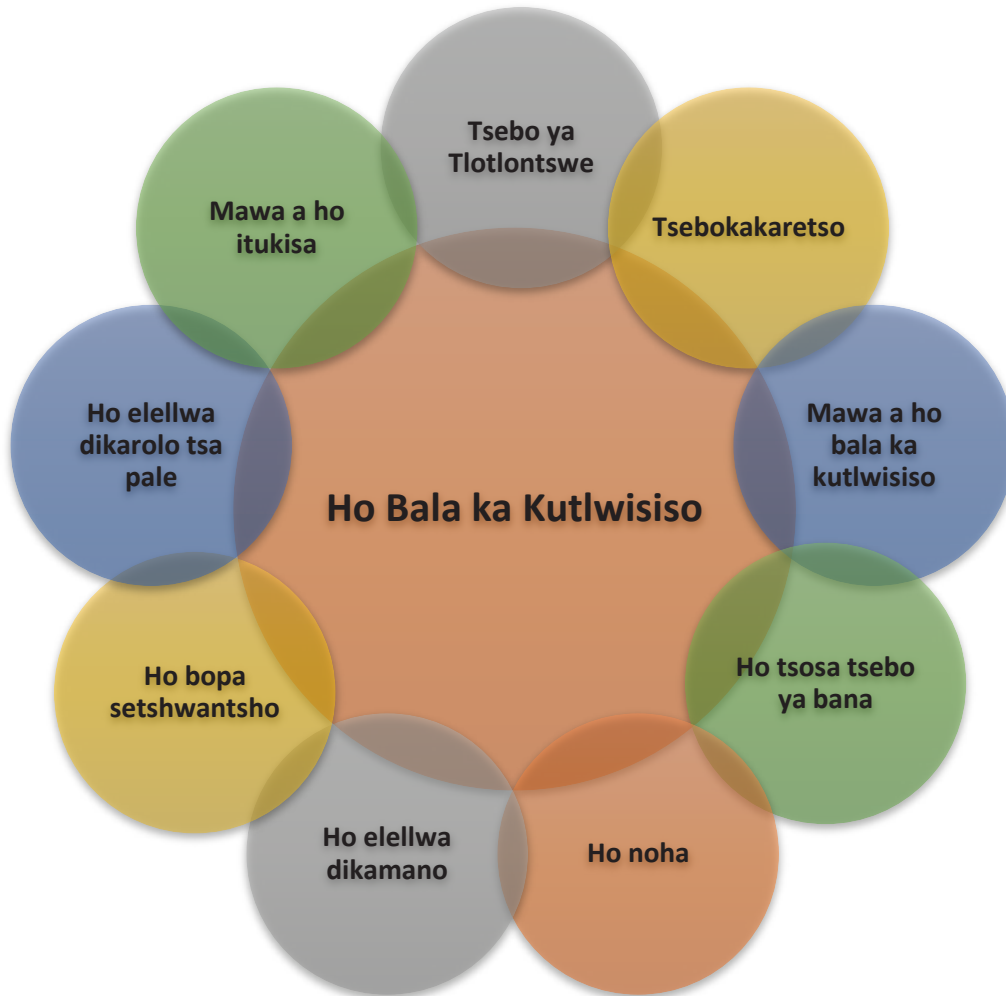 Tsebo ya
Tlotlontswe
Tsebokakaretso
Mawa a ho
bala ka
kutlwisiso
Ho tsosa tsebo
ya bana
Ho noha
Ho elellwa
dikamano
Ho bopa
setshwantsho
Ho elellwa
dikarolo tsa
pale
Mawa a ho
itukisa
Ho Bala ka Kutlwisiso